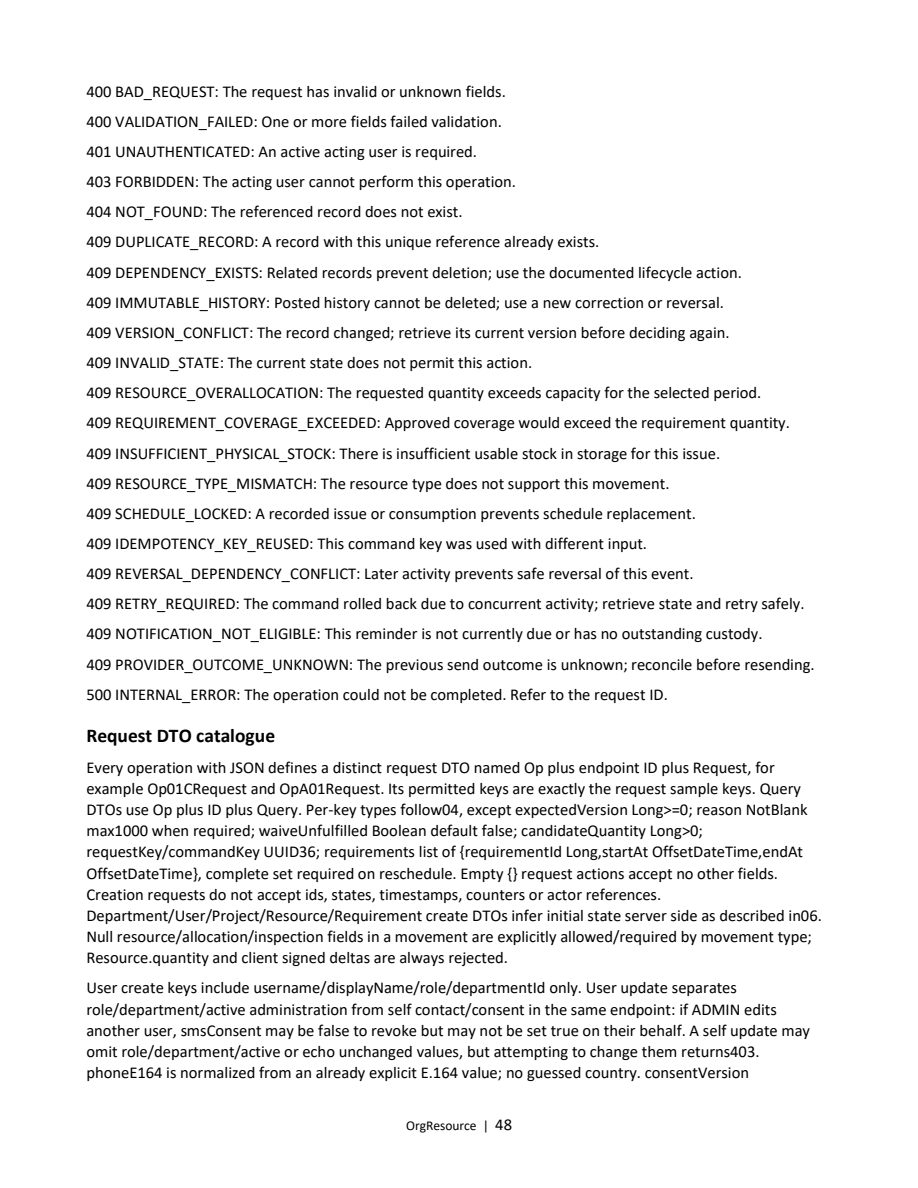 400 BAD_REQUEST: The request has invalid or unknown fields.
400 VALIDATION_FAILED: One or more fields failed validation.
401 UNAUTHENTICATED: An active acting user is required.
403 FORBIDDEN: The acting user cannot perform this operation.
404 NOT_FOUND: The referenced record does not exist.
409 DUPLICATE_RECORD: A record with this unique reference already exists.
409 DEPENDENCY_EXISTS: Related records prevent deletion; use the documented lifecycle action.
409 IMMUTABLE_HISTORY: Posted history cannot be deleted; use a new correction or reversal.
409 VERSION_CONFLICT: The record changed; retrieve its current version before deciding again.
409 INVALID_STATE: The current state does not permit this action.
409 RESOURCE_OVERALLOCATION: The requested quantity exceeds capacity for the selected period.
409 REQUIREMENT_COVERAGE_EXCEEDED: Approved coverage would exceed the requirement quantity.
409 INSUFFICIENT_PHYSICAL_STOCK: There is insufficient usable stock in storage for this issue.
409 RESOURCE_TYPE_MISMATCH: The resource type does not support this movement.
409 SCHEDULE_LOCKED: A recorded issue or consumption prevents schedule replacement.
409 IDEMPOTENCY_KEY_REUSED: This command key was used with different input.
409 REVERSAL_DEPENDENCY_CONFLICT: Later activity prevents safe reversal of this event.
409 RETRY_REQUIRED: The command rolled back due to concurrent activity; retrieve state and retry safely.
409 NOTIFICATION_NOT_ELIGIBLE: This reminder is not currently due or has no outstanding custody.
409 PROVIDER_OUTCOME_UNKNOWN: The previous send outcome is unknown; reconcile before resending.
500 INTERNAL_ERROR: The operation could not be completed. Refer to the request ID.
Request DTO catalogue
Every operation with JSON defines a distinct request DTO named Op plus endpoint ID plus Request, for
example Op01CRequest and OpA01Request. Its permitted keys are exactly the request sample keys. Query
DTOs use Op plus ID plus Query. Per-key types follow04, except expectedVersion Long>=0; reason NotBlank
max1000 when required; waiveUnfulfilled Boolean default false; candidateQuantity Long>0;
requestKey/commandKey UUID36; requirements list of {requirementId Long,startAt OffsetDateTime,endAt
OffsetDateTime}, complete set required on reschedule. Empty {} request actions accept no other fields.
Creation requests do not accept ids, states, timestamps, counters or actor references.
Department/User/Project/Resource/Requirement create DTOs infer initial state server side as described in06.
Null resource/allocation/inspection fields in a movement are explicitly allowed/required by movement type;
Resource.quantity and client signed deltas are always rejected.
User create keys include username/displayName/role/departmentId only. User update separates
role/department/active administration from self contact/consent in the same endpoint: if ADMIN edits
another user, smsConsent may be false to revoke but may not be set true on their behalf. A self update may
omit role/department/active or echo unchanged values, but attempting to change them returns403.
phoneE164 is normalized from an already explicit E.164 value; no guessed country. consentVersion
OrgResource | 48